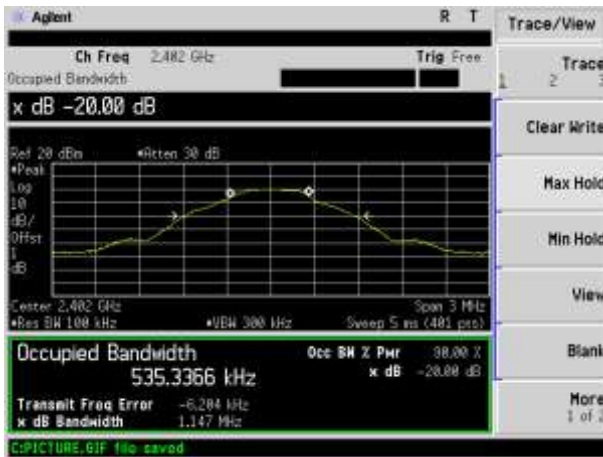 Agilent R T
Ch Freq 2.402 GHz Trig Free
Occupied Bandwidth
x dB -20.00 dB
Ref 20 dBm *Atten 30 dB
*Peak
Log
10
dB/
Offst
1
dB
Center 2.402 GHz Span 3 MHz
*Res BW 100 kHz *VBW 300 kHz Sweep 5 ms (401 pts)
Occupied Bandwidth Occ BW % Pwr
535.3366 kHz x dB -20.00 dB
Transmit Freq Error -6.204 kHz
x dB Bandwidth 1.147 MHz
C:PICTURE.GIF file saved
Trace/View
Trace
1 2 3
Clear Write
Max Hold
Min Hold
View
Blank
More
1 of 2